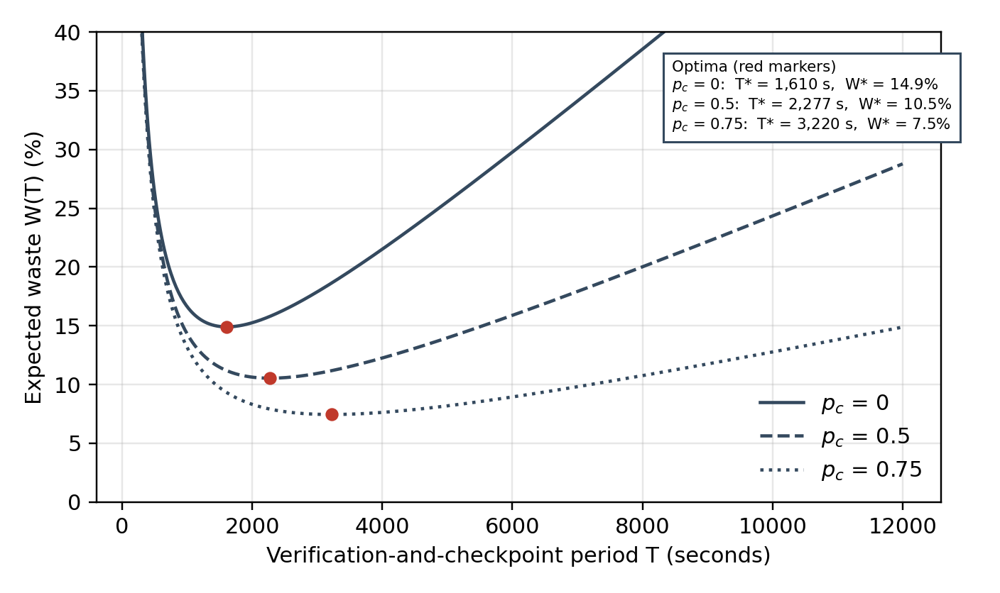 40
35
30
25
20
15
10
5
0
Expected waste W(T) (%)
Optima (red markers)
p_c = 0:  T* = 1,610 s,  W* = 14.9%
p_c = 0.5:  T* = 2,277 s,  W* = 10.5%
p_c = 0.75:  T* = 3,220 s,  W* = 7.5%
p_c = 0
p_c = 0.5
p_c = 0.75
0 2000 4000 6000 8000 10000 12000
Verification-and-checkpoint period T (seconds)